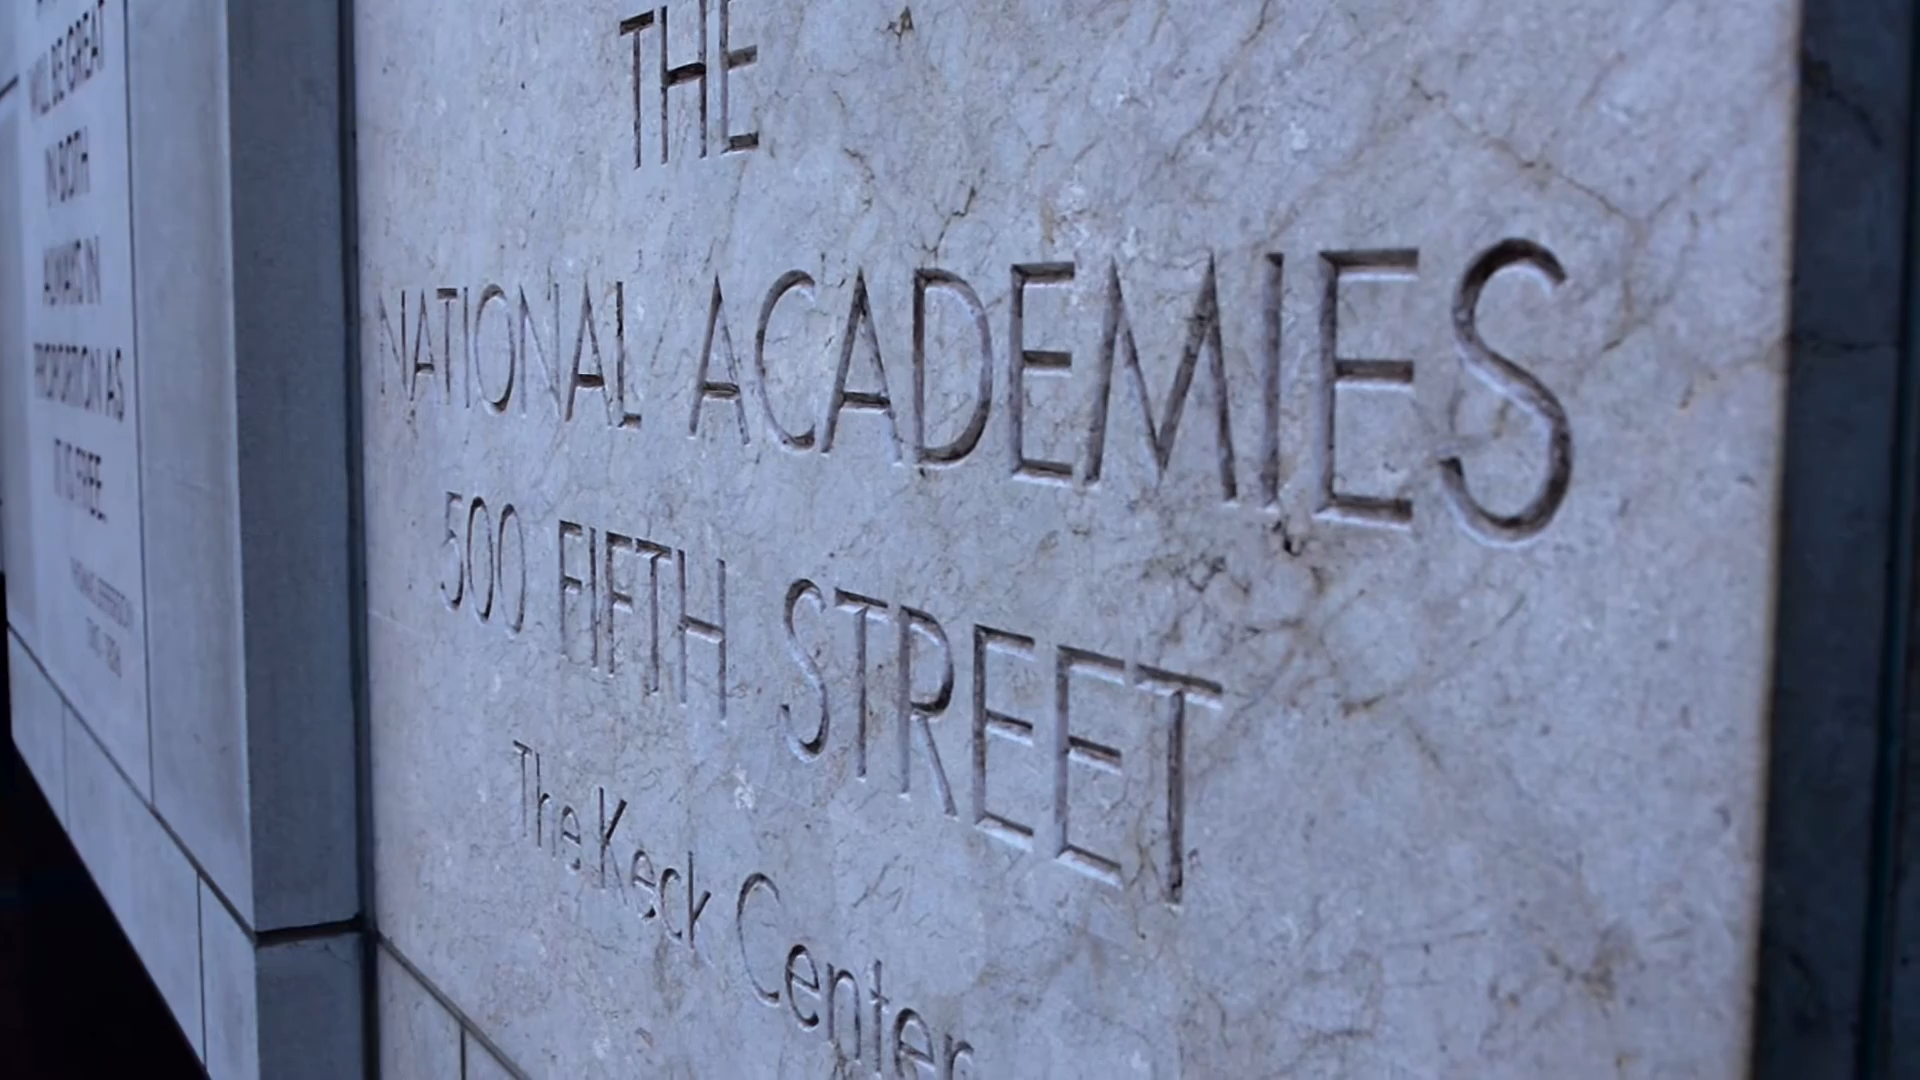 WILL BE GREAT
IN BOTH
ALWAYS IN
PROPORTION AS
IT IS FREE
THE
NATIONAL ACADEMIES
500 FIFTH STREET
The Keck Center